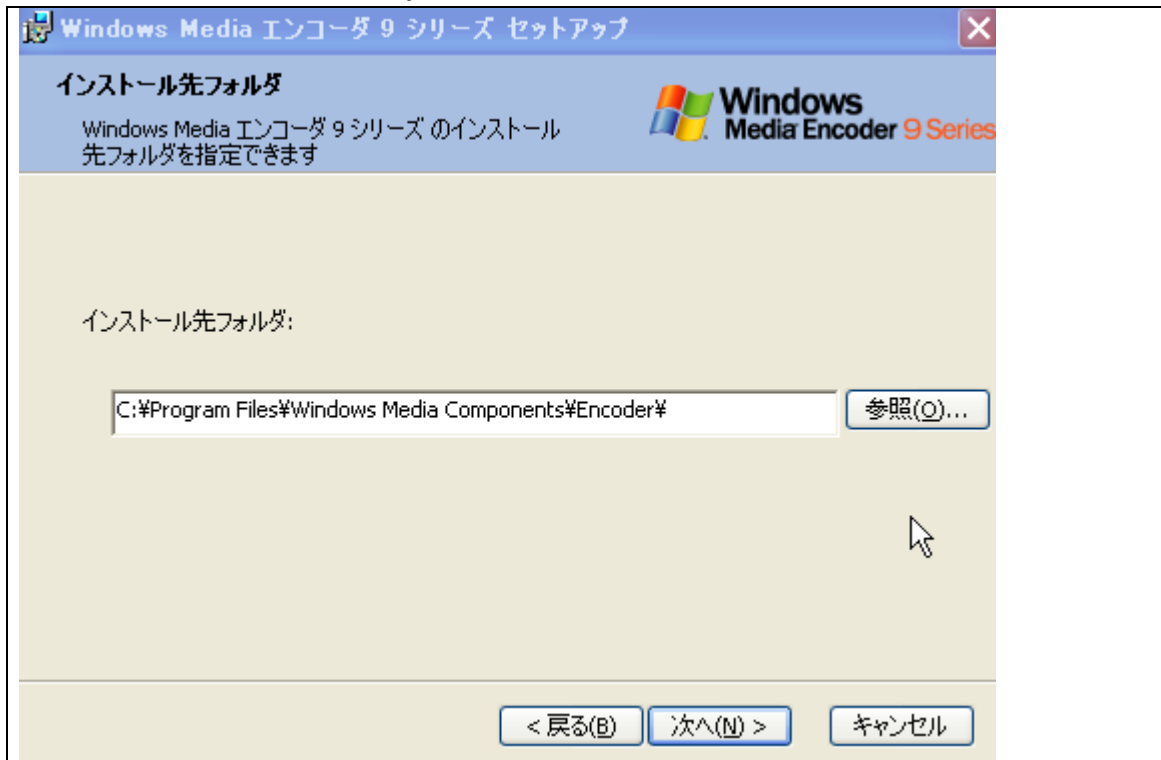 Windows Media エンコーダ 9 シリーズ セットアップ
インストール先フォルダ
Windows Media エンコーダ 9 シリーズ のインストール
先フォルダを指定できます
Windows
Media Encoder 9 Series
インストール先フォルダ:
C:¥Program Files¥Windows Media Components¥Encoder¥
参照(O)...
< 戻る(B)
次へ(N) >
キャンセル